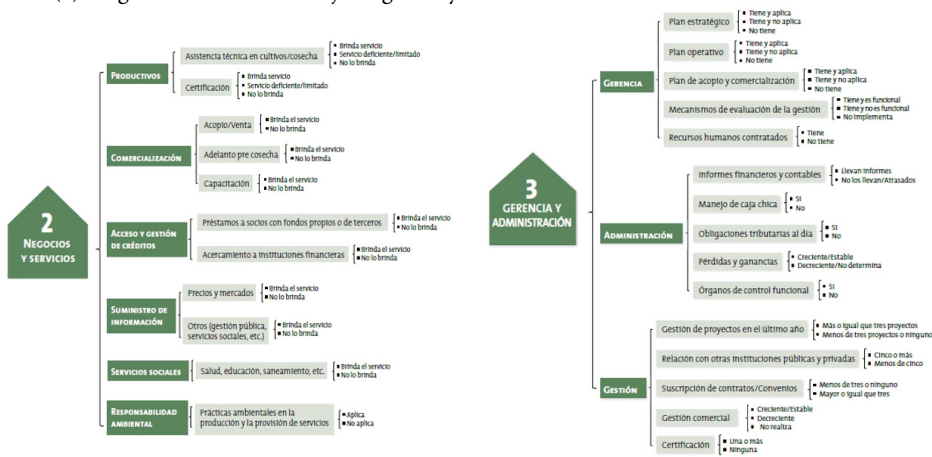 2
NEGOCIOS
Y SERVICIOS
PRODUCTIVOS
Asistencia técnica en cultivos/cosecha
Brinda servicio
Servicio deficiente/limitado
No lo brinda
Certificación
Brinda servicio
Servicio deficiente/limitado
No lo brinda
COMERCIALIZACIÓN
Acopio/Venta
Brinda el servicio
No lo brinda
Adelanto pre cosecha
Brinda el servicio
No lo brinda
Capacitación
Brinda el servicio
No lo brinda
ACCESO Y GESTIÓN
DE CRÉDITOS
Préstamos a socios con fondos propios o de terceros
Brinda el servicio
No lo brinda
Acercamiento a instituciones financieras
Brinda el servicio
No lo brinda
SUMINISTRO DE
INFORMACIÓN
Precios y mercados
Brinda el servicio
No lo brinda
Otros (gestión pública,
servicios sociales, etc.)
Brinda el servicio
No lo brinda
SERVICIOS SOCIALES
Salud, educación, saneamiento, etc.
Brinda el servicio
No lo brinda
RESPONSABILIDAD
AMBIENTAL
Prácticas ambientales en la
producción y la provisión de servicios
Aplica
No aplica
3
GERENCIA Y
ADMINISTRACIÓN
GERENCIA
Plan estratégico
Tiene y aplica
Tiene y no aplica
No tiene
Plan operativo
Tiene y aplica
Tiene y no aplica
No tiene
Plan de acopio y comercialización
Tiene y aplica
Tiene y no aplica
No tiene
Mecanismos de evaluación de la gestión
Tiene y es funcional
Tiene y no es funcional
No implementa
Recursos humanos contratados
Tiene
No tiene
ADMINISTRACIÓN
Informes financieros y contables
Llevan informes
No los llevan/Atrasados
Manejo de caja chica
SI
No
Obligaciones tributarias al día
SI
No
Pérdidas y ganancias
Creciente/Estable
Decreciente/No determina
Órganos de control funcional
SI
No
GESTIÓN
Gestión de proyectos en el último año
Más o igual que tres proyectos
Menos de tres proyectos o ninguno
Relación con otras instituciones públicas y privadas
Cinco o más
Menos de cinco
Suscripción de contratos/Convenios
Menos de tres o ninguno
Mayor o igual que tres
Gestión comercial
Creciente/Estable
Decreciente
No realiza
Certificación
Una o más
Ninguna